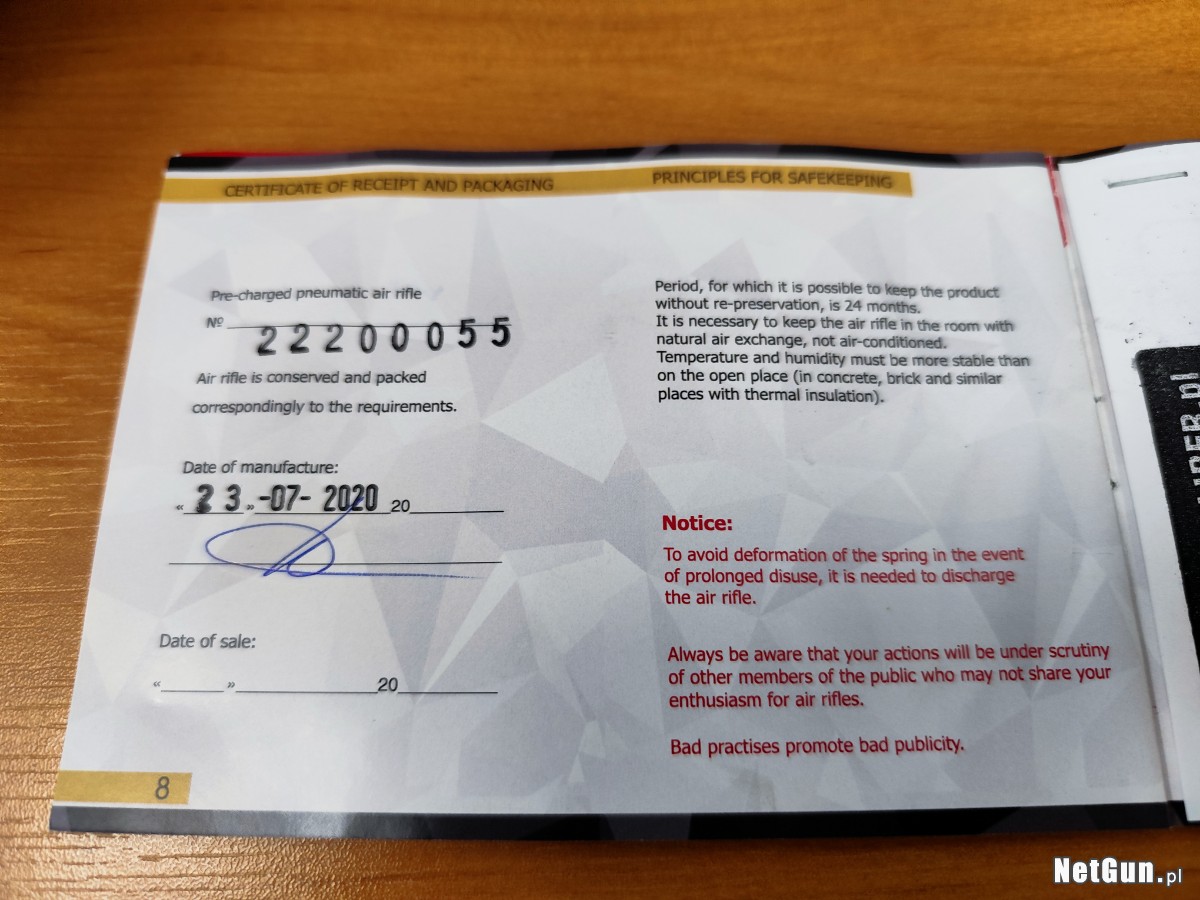 CERTIFICATE OF RECEIPT AND PACKAGING
Pre-charged pneumatic air rifle
Nº 22200055
Air rifle is conserved and packed
correspondingly to the requirements.
Date of manufacture:
« 23 » -07- 2020 20
Date of sale:
« » 20
8
PRINCIPLES FOR SAFEKEEPING
Period, for which it is possible to keep the product
without re-preservation, is 24 months.
It is necessary to keep the air rifle in the room with
natural air exchange, not air-conditioned.
Temperature and humidity must be more stable than
on the open place (in concrete, brick and similar
places with thermal insulation).
Notice:
To avoid deformation of the spring in the event
of prolonged disuse, it is needed to discharge
the air rifle.
Always be aware that your actions will be under scrutiny
of other members of the public who may not share your
enthusiasm for air rifles.
Bad practises promote bad publicity.
NetGun.pl